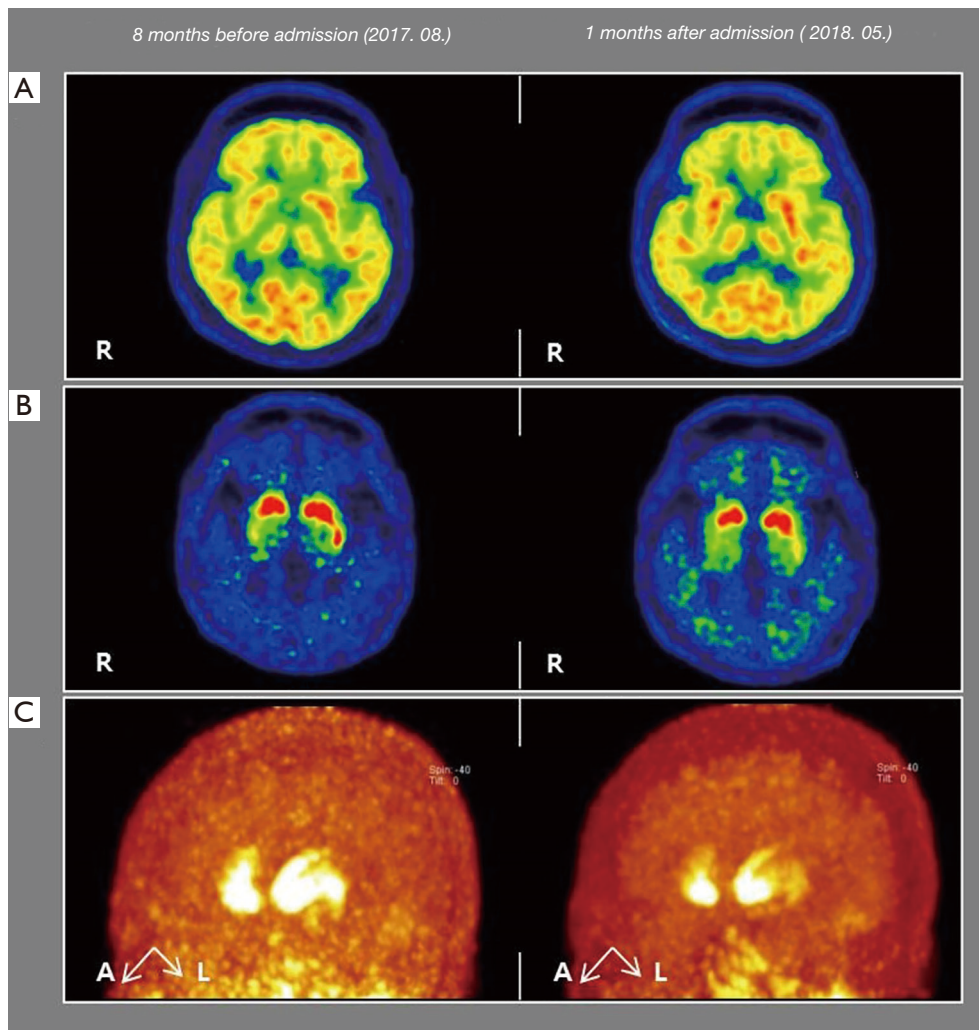 8 months before admission (2017. 08.)
1 months after admission ( 2018. 05.)
A
R
R
B
R
R
C
Spin: -40
Tilt: 0
Spin: -40
Tilt: 0
A L
A L